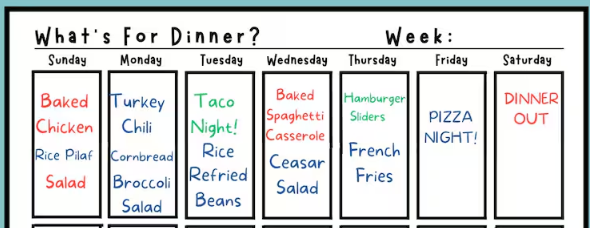 What's For Dinner? Week:
Sunday Monday Tuesday Wednesday Thursday Friday Saturday
Baked
Chicken
Rice Pilaf
Salad
Turkey
Chili
Cornbread
Broccoli
Salad
Taco
Night!
Rice
Refried
Beans
Baked
Spaghetti
Casserole
Ceasar
Salad
Hamburger
Sliders
French
Fries
PIZZA
NIGHT!
DINNER
OUT